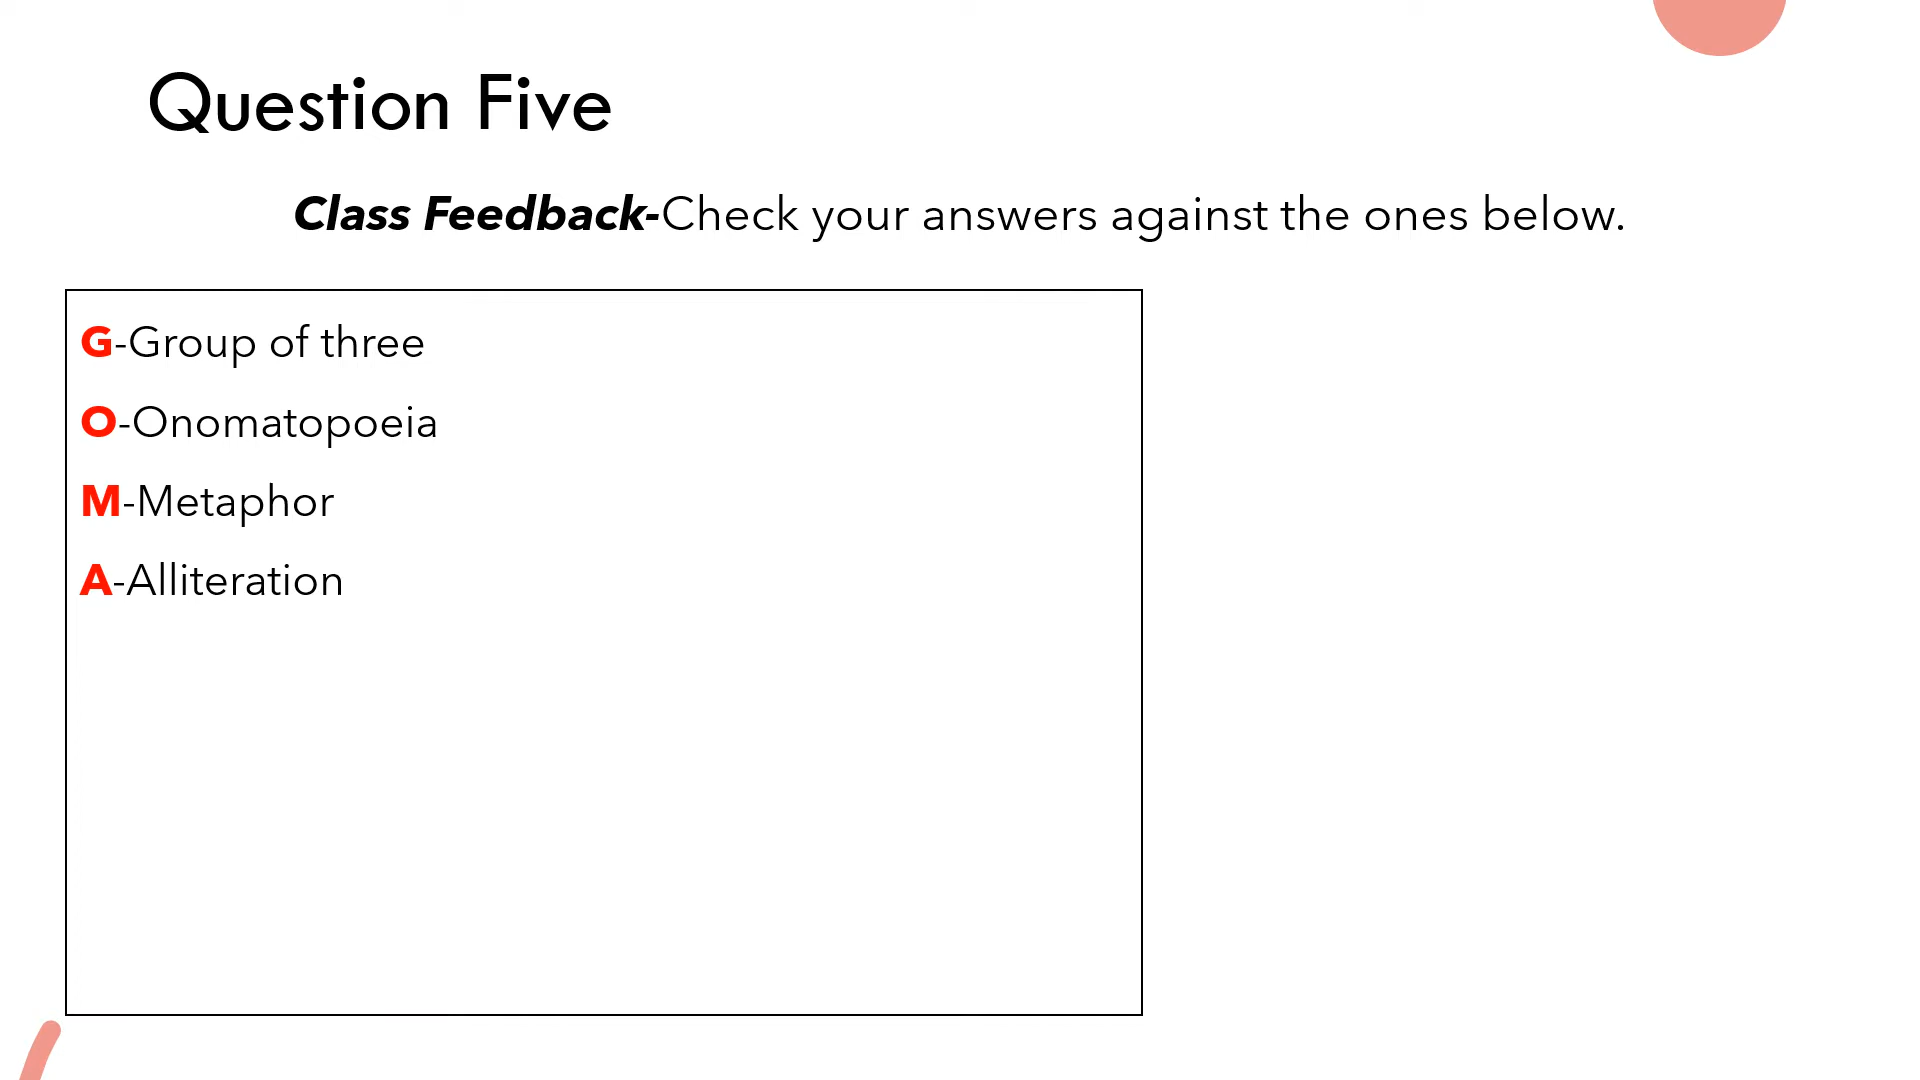 Question Five
Class Feedback-Check your answers against the ones below.
G-Group of three
O-Onomatopoeia
M-Metaphor
A-Alliteration